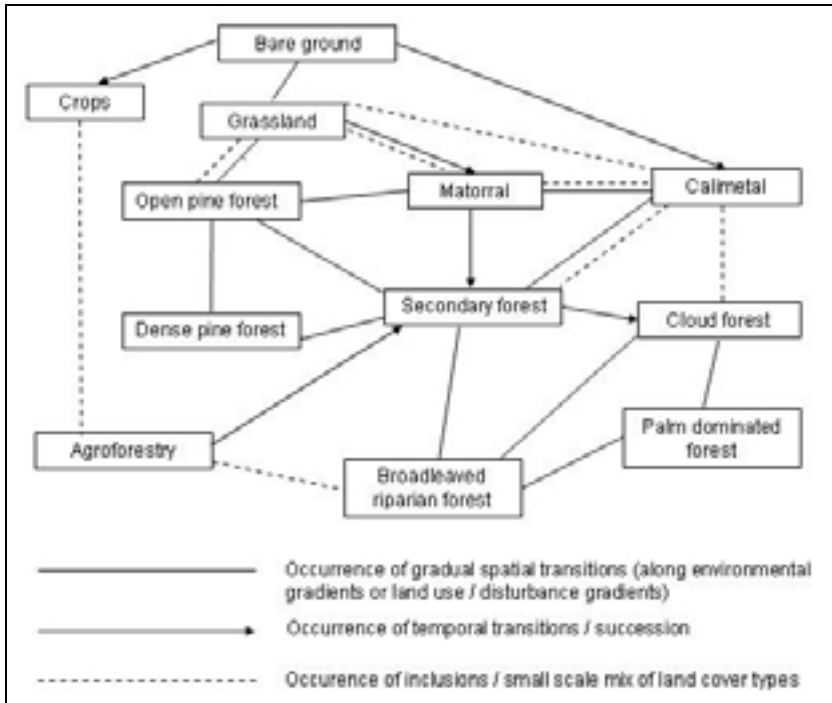 Bare ground
Crops
Grassland
Open pine forest
Matorral
Calimetal
Secondary forest
Dense pine forest
Cloud forest
Agroforestry
Palm dominated
forest
Broadleaved
riparian forest
Occurrence of gradual spatial transitions (along environmental
gradients or land use / disturbance gradients)
Occurrence of temporal transitions / succession
Occurence of inclusions / small scale mix of land cover types